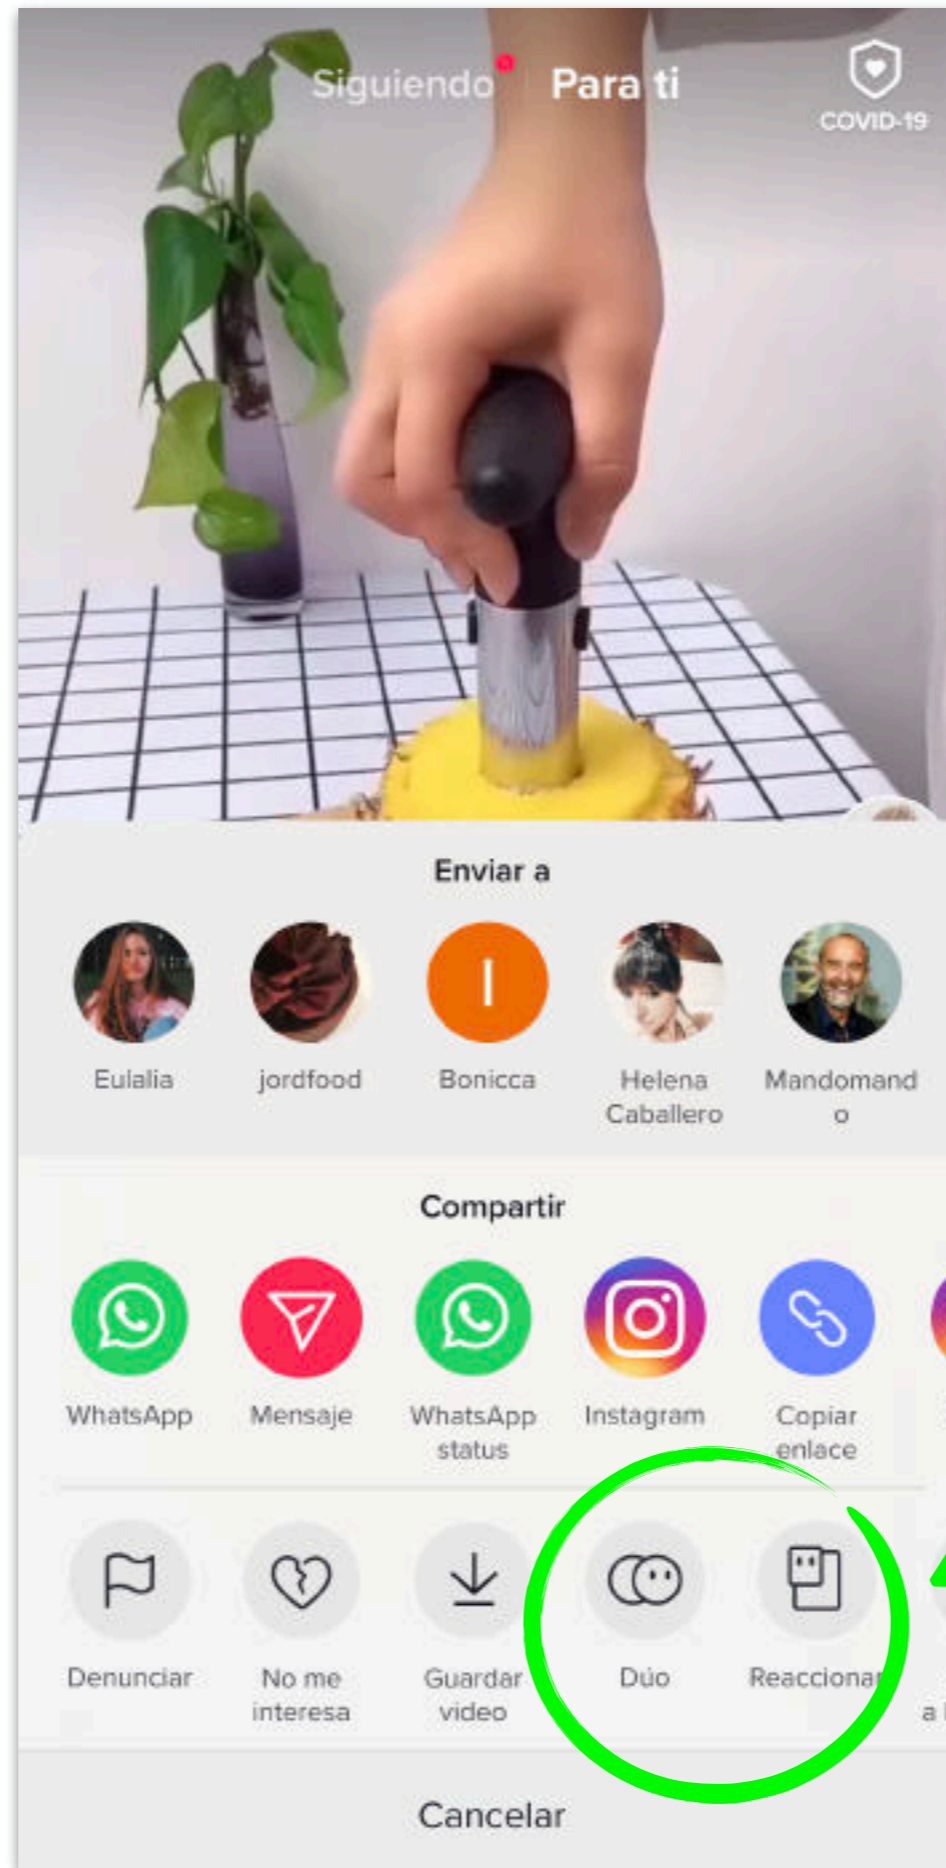 Siguiendo Para ti
COVID-19
Enviar a
Eulalia jordfood Bonicca Helena Mandomand
Caballero o
Compartir
WhatsApp Mensaje WhatsApp Instagram Copiar
status enlace
Denunciar No me Guardar Dúo Reaccionar
interesa video a
Cancelar